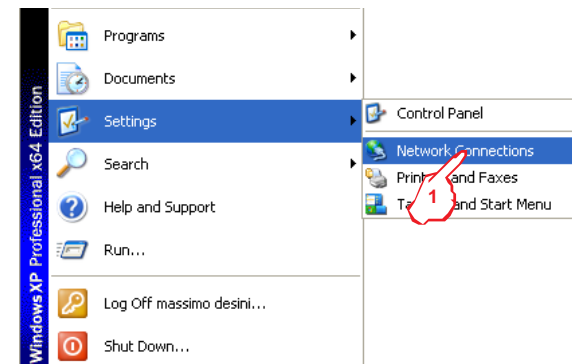 Windows XP Professional x64 Edition
Programs
Documents
Settings
Search
Help and Support
Run...
Log Off massimo desini...
Shut Down...
Control Panel
Network Connections
and Faxes
and Start Menu
1